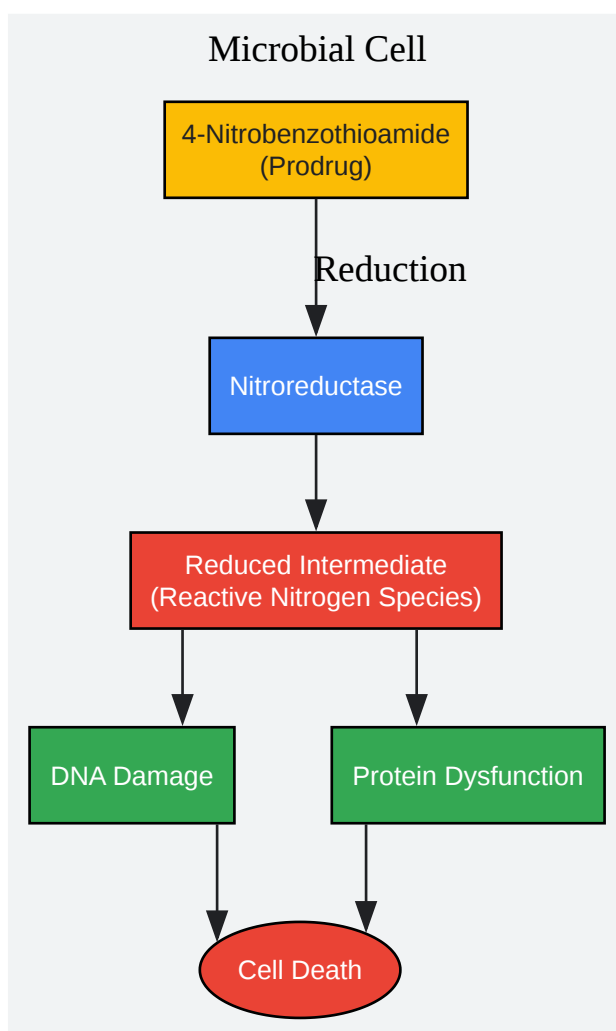 Microbial Cell
4-Nitrobenzothioamide
(Prodrug)
Reduction
Nitroreductase
Reduced Intermediate
(Reactive Nitrogen Species)
DNA Damage
Protein Dysfunction
Cell Death